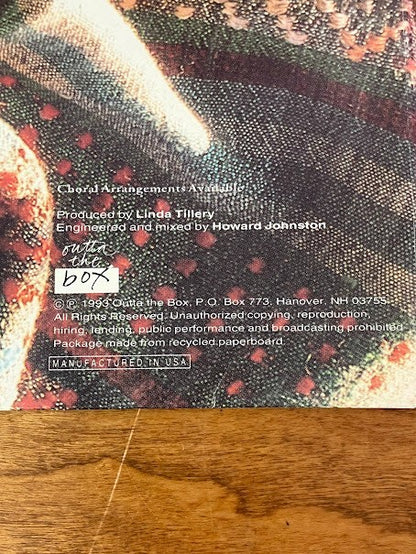 Choral Arrangements Available
Produced by Linda Tillery
Engineered and mixed by Howard Johnston
outta
the
box
© ℗ 1993 Outta the Box, P.O. Box 773, Hanover, NH 03755
All Rights Reserved. Unauthorized copying, reproduction,
hiring, lending, public performance and broadcasting prohibited
Package made from recycled paperboard.
MANUFACTURED IN USA